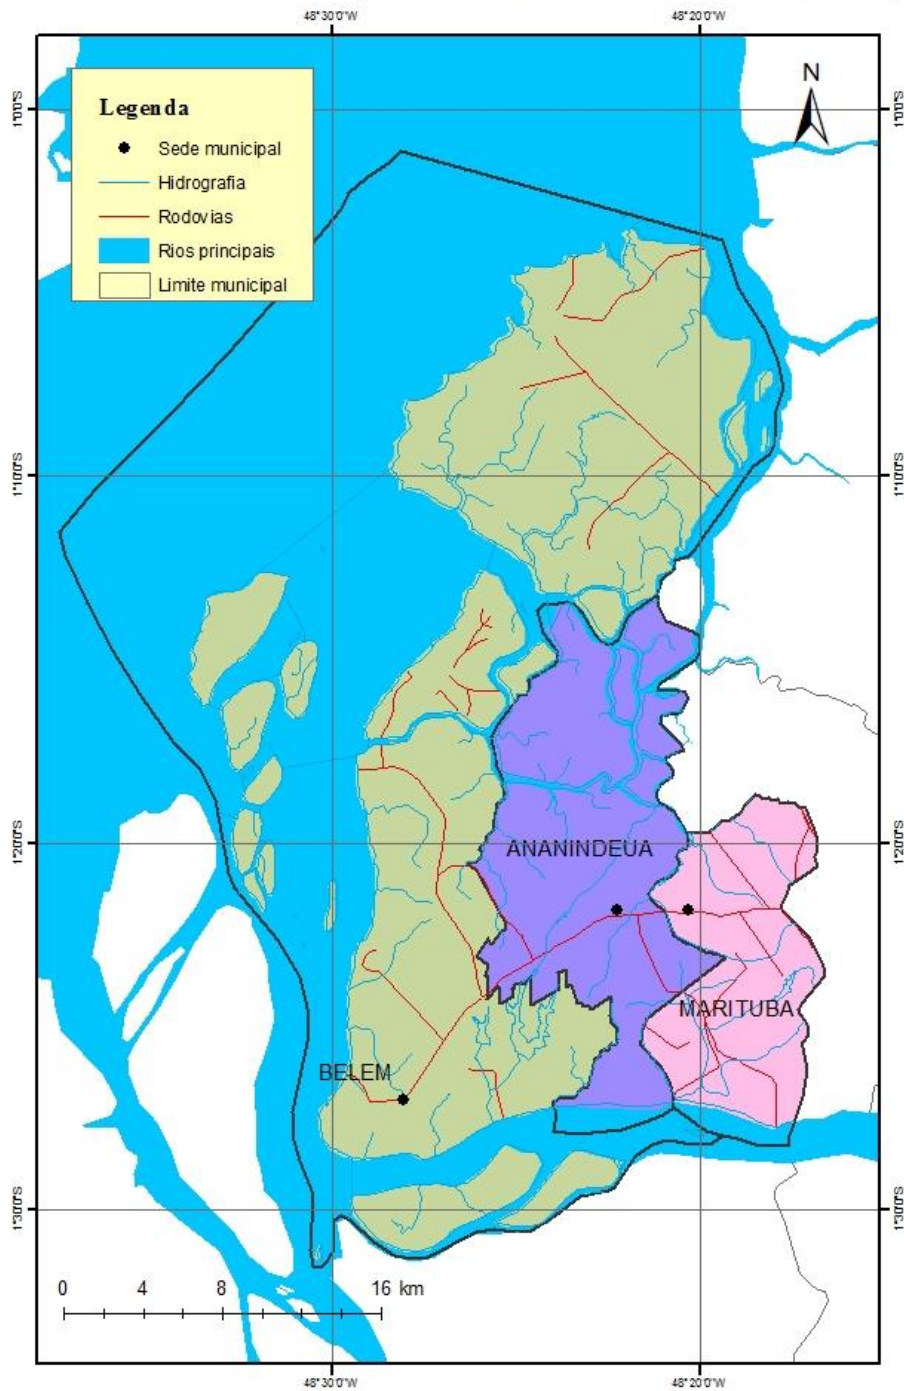 48°30'0"W 48°20'0"W
N
1°0'0"S 1°0'0"S
Legenda
Sede municipal
Hidrografia
Rodovias
Rios principais
Limite municipal
1°10'0"S 1°10'0"S
1°20'0"S 1°20'0"S
ANANINDEUA
MARITUBA
BELEM
1°30'0"S 1°30'0"S
0 4 8 16 km
48°30'0"W 48°20'0"W